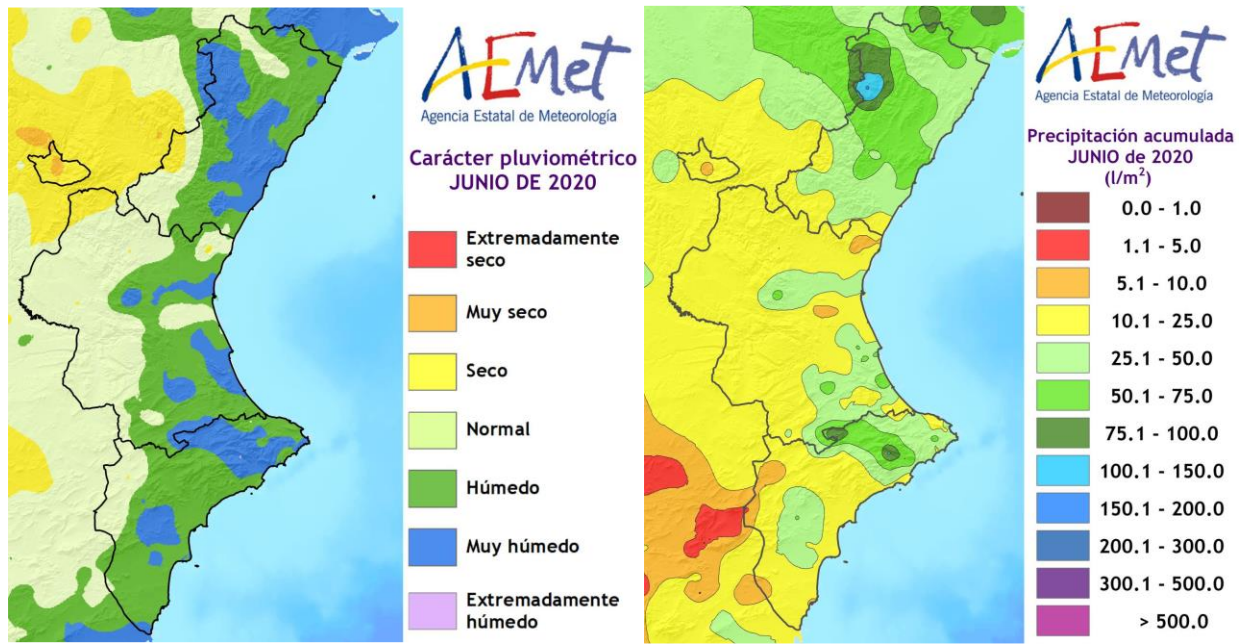 AEMet
Agencia Estatal de Meteorología
Carácter pluviométrico
JUNIO DE 2020
Extremadamente
seco
Muy seco
Seco
Normal
Húmedo
Muy húmedo
Extremadamente
húmedo
AEMet
Agencia Estatal de Meteorología
Precipitación acumulada
JUNIO de 2020
(l/m²)
0.0 - 1.0
1.1 - 5.0
5.1 - 10.0
10.1 - 25.0
25.1 - 50.0
50.1 - 75.0
75.1 - 100.0
100.1 - 150.0
150.1 - 200.0
200.1 - 300.0
300.1 - 500.0
> 500.0